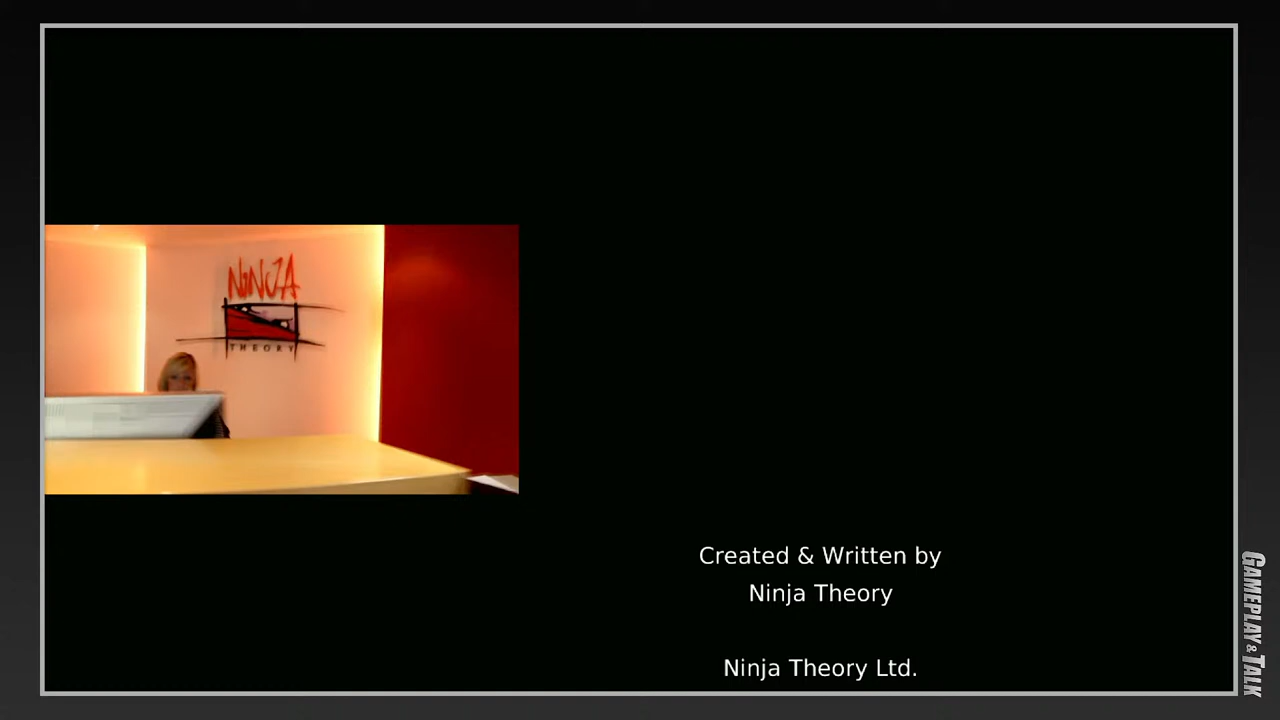 NiNJA
THEORY
Created & Written by
Ninja Theory
Ninja Theory Ltd.
GAMEPLAY & TALK